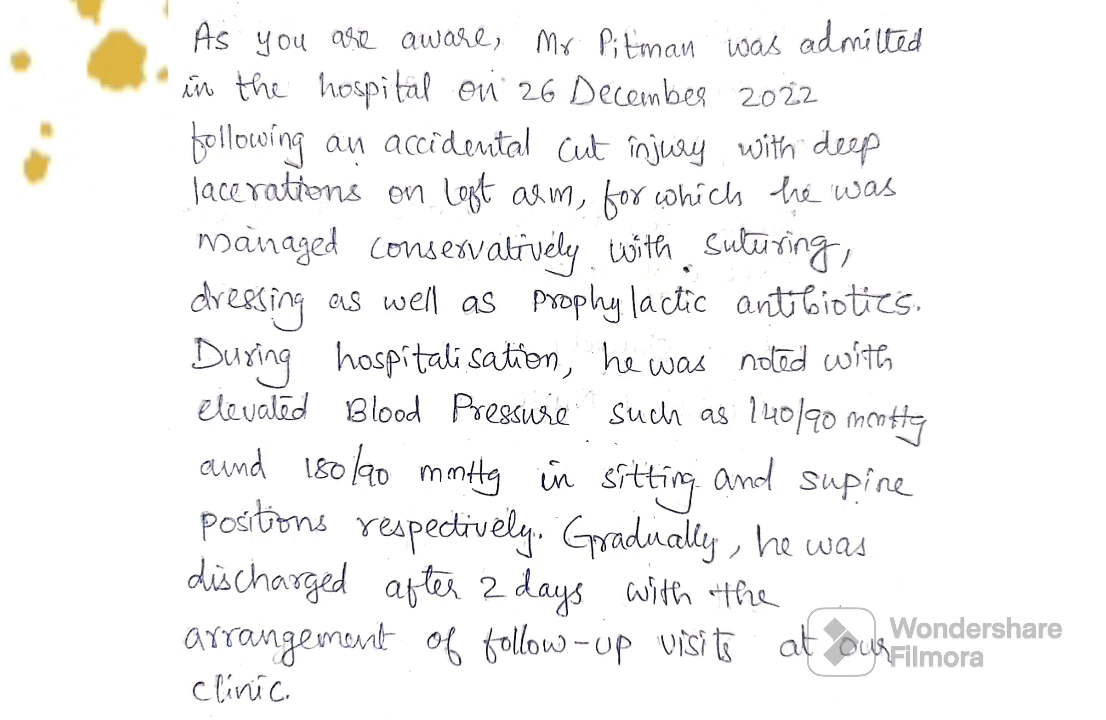 As you are aware, Mr Pitman was admitted
in the hospital on 26 December 2022
following an accidental cut injury with deep
lacerations on left arm, for which he was
managed conservatively with suturing,
dressing as well as prophylactic antibiotics.
During hospitalisation, he was noted with
elevated Blood Pressure such as 140/90 mmHg
aund 180/90 mmHg in sitting and supine
positions respectively. Gradually, he was
discharged after 2 days with the
arrangement of follow-up visits at our
clinic.
Wondershare
Filmora